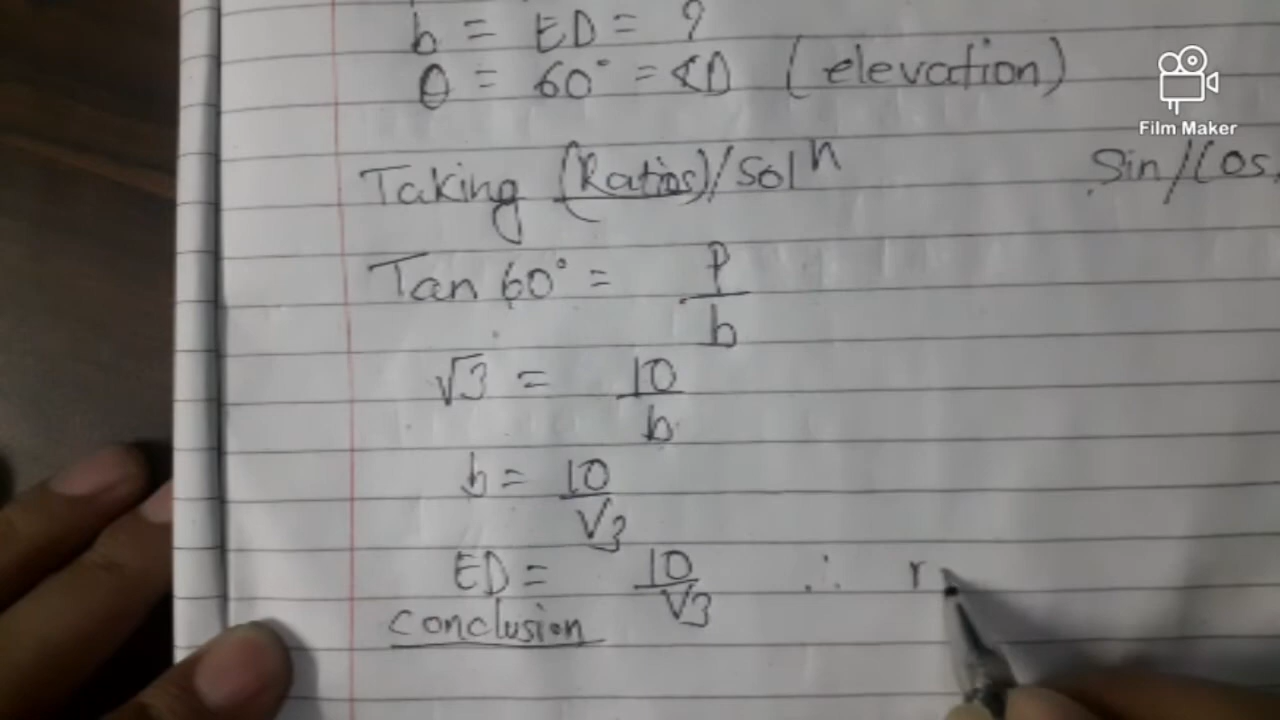 b = ED = ?
θ = 60° = ∢D (elevation)
Film Maker
Taking (Ratios)/Solⁿ Sin/Cos
Tan 60° = P/b
√3 = 10/b
b = 10/√3
ED = 10/√3 ∴ r
Conclusion